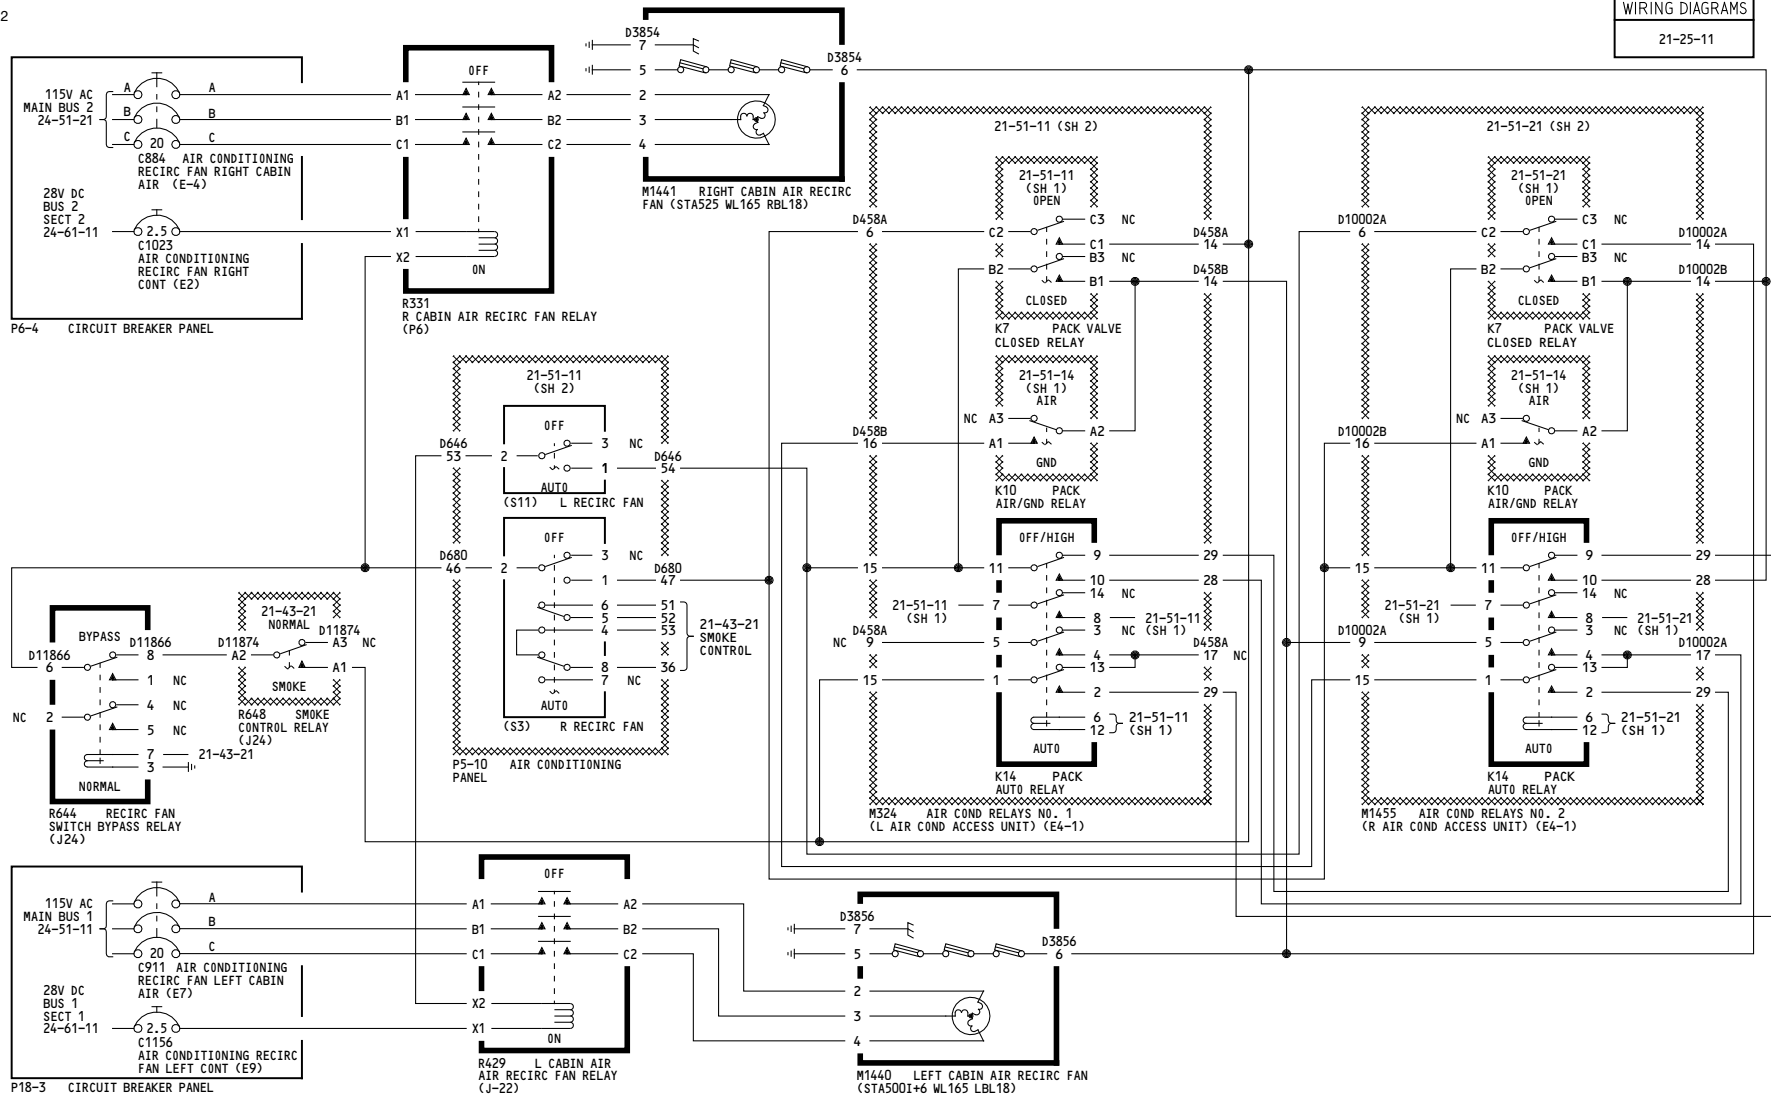 2
WIRING DIAGRAMS
21-25-11
115V AC
MAIN BUS 2
24-51-21
A
B
C
A
B
C
20
C884 AIR CONDITIONING
RECIRC FAN RIGHT CABIN
AIR (E-4)
28V DC
BUS 2
SECT 2
24-61-11
2.5
C1023
AIR CONDITIONING
RECIRC FAN RIGHT
CONT (E2)
P6-4 CIRCUIT BREAKER PANEL
OFF
A1 A2
B1 B2
C1 C2
X1
X2
ON
R331
R CABIN AIR RECIRC FAN RELAY
(P6)
D3854
7
5
D3854
6
2
3
4
M1441 RIGHT CABIN AIR RECIRC
FAN (STA525 WL165 RBL18)
21-51-11
(SH 2)
OFF
D646
53 2
3 NC
1
D646
54
AUTO
(S11) L RECIRC FAN
OFF
D680
46 2
3 NC
1
D680
47
6 51
5 52
4 53
8 36
7 NC
21-43-21
SMOKE
CONTROL
AUTO
(S3) R RECIRC FAN
P5-10 AIR CONDITIONING
PANEL
BYPASS
D11866
6
D11866
8
1 NC
NC 2
4 NC
5 NC
7
3
21-43-21
NORMAL
R644 RECIRC FAN
SWITCH BYPASS RELAY
(J24)
21-43-21
NORMAL
D11874
A2
D11874
A3 NC
A1
SMOKE
R648 SMOKE
CONTROL RELAY
(J24)
21-51-11 (SH 2)
21-51-11
(SH 1)
OPEN
D458A
6
C2
C3 NC
C1
D458A
14
B2
B3 NC
B1
D458B
14
CLOSED
K7 PACK VALVE
CLOSED RELAY
21-51-14
(SH 1)
AIR
NC A3
A2
D458B
16
A1
GND
K10 PACK
AIR/GND RELAY
OFF/HIGH
15 11
9 29
10 28
14 NC
21-51-11
(SH 1)
7
8 21-51-11
(SH 1)
3 NC
D458A
NC 9
5
4
D458A
17 NC
13
15 1
2 29
6
12
21-51-11
(SH 1)
AUTO
K14 PACK
AUTO RELAY
M324 AIR COND RELAYS NO. 1
(L AIR COND ACCESS UNIT) (E4-1)
21-51-21 (SH 2)
21-51-21
(SH 1)
OPEN
D10002A
6
C2
C3 NC
C1
D10002A
14
B2
B3 NC
B1
D10002B
14
CLOSED
K7 PACK VALVE
CLOSED RELAY
21-51-14
(SH 1)
AIR
NC A3
A2
D10002B
16
A1
GND
K10 PACK
AIR/GND RELAY
OFF/HIGH
15 11
9 29
10 28
14 NC
21-51-21
(SH 1)
7
8 21-51-21
(SH 1)
3 NC
D10002A
9
5
4
D10002A
17
13
15 1
2 29
6
12
21-51-21
(SH 1)
AUTO
K14 PACK
AUTO RELAY
M1455 AIR COND RELAYS NO. 2
(R AIR COND ACCESS UNIT) (E4-1)
115V AC
MAIN BUS 1
24-51-11
A
B
C
20
C911 AIR CONDITIONING
RECIRC FAN LEFT CABIN
AIR (E7)
28V DC
BUS 1
SECT 1
24-61-11
2.5
C1156
AIR CONDITIONING RECIRC
FAN LEFT CONT (E9)
P18-3 CIRCUIT BREAKER PANEL
OFF
A1 A2
B1 B2
C1 C2
X2
X1
ON
R429 L CABIN AIR
AIR RECIRC FAN RELAY
(J-22)
D3856
7
5
D3856
6
2
3
4
M1440 LEFT CABIN AIR RECIRC FAN
(STA500I+6 WL165 LBL18)